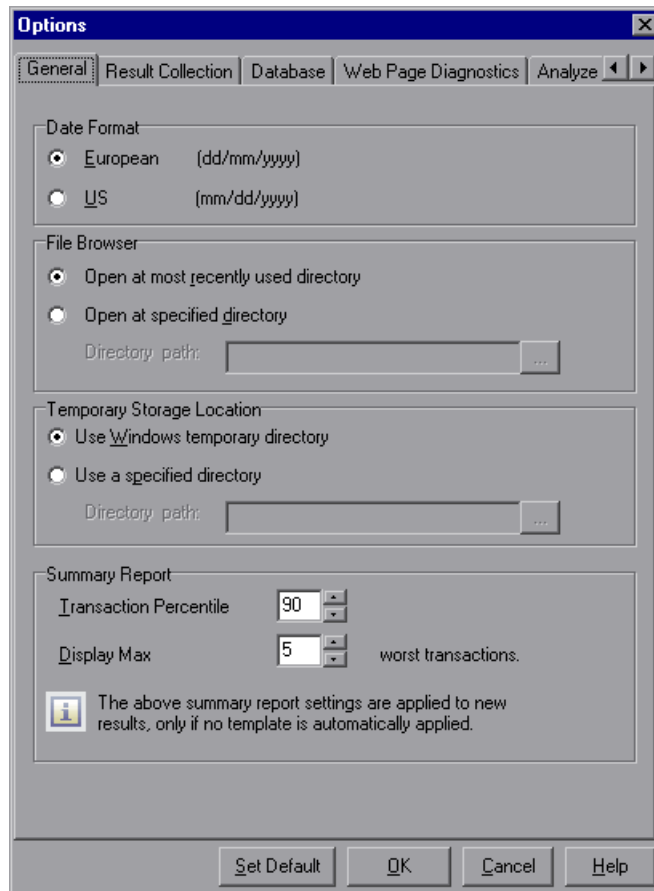 Options
General Result Collection Database Web Page Diagnostics Analyze
Date Format
European (dd/mm/yyyy)
US (mm/dd/yyyy)
File Browser
Open at most recently used directory
Open at specified directory
Directory path: ...
Temporary Storage Location
Use Windows temporary directory
Use a specified directory
Directory path: ...
Summary Report
Transaction Percentile 90
Display Max 5 worst transactions.
The above summary report settings are applied to new
results, only if no template is automatically applied.
Set Default OK Cancel Help